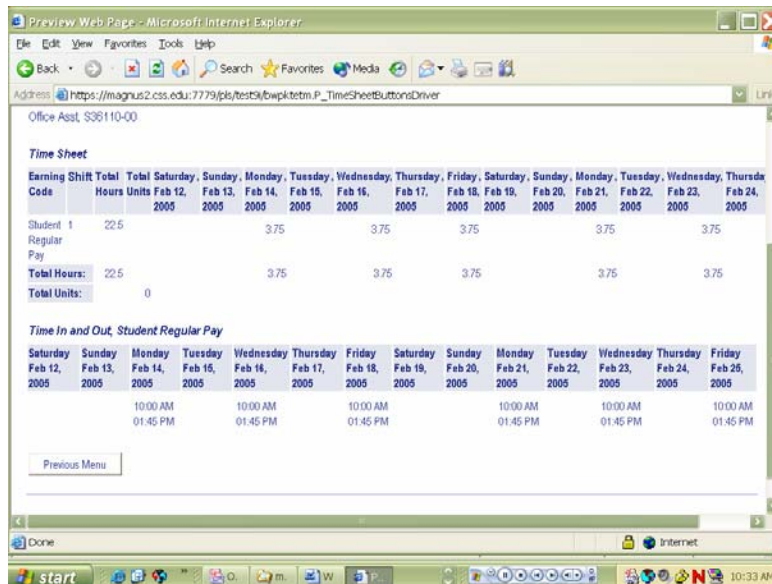 Preview Web Page - Microsoft Internet Explorer
File Edit View Favorites Tools Help
Back Search Favorites Media
Address https://magnus2.css.edu:7779/pls/test9i/bwpktetm.P_TimeSheetButtonsDriver
Office Asst, S36110-00
Time Sheet
Earning Shift Total Total Saturday, Sunday, Monday, Tuesday, Wednesday, Thursday, Friday, Saturday, Sunday, Monday, Tuesday, Wednesday, Thursda
Code Hours Units Feb 12, Feb 13, Feb 14, Feb 15, Feb 16, Feb 17, Feb 18, Feb 19, Feb 20, Feb 21, Feb 22, Feb 23, Feb 24,
2005 2005 2005 2005 2005 2005 2005 2005 2005 2005 2005 2005 2005
Student 1 22.5 3.75 3.75 3.75 3.75 3.75
Regular
Pay
Total Hours: 22.5 3.75 3.75 3.75 3.75 3.75
Total Units: 0
Time In and Out, Student Regular Pay
Saturday Sunday Monday Tuesday Wednesday Thursday Friday Saturday Sunday Monday Tuesday Wednesday Thursday Friday
Feb 12, Feb 13, Feb 14, Feb 15, Feb 16, Feb 17, Feb 18, Feb 19, Feb 20, Feb 21, Feb 22, Feb 23, Feb 24, Feb 25,
2005 2005 2005 2005 2005 2005 2005 2005 2005 2005 2005 2005 2005 2005
10:00 AM 10:00 AM 10:00 AM 10:00 AM 10:00 AM 10:00 AM
01:45 PM 01:45 PM 01:45 PM 01:45 PM 01:45 PM 01:45 PM
Previous Menu
Done Internet
start O. m. W P. N 10:33 AM